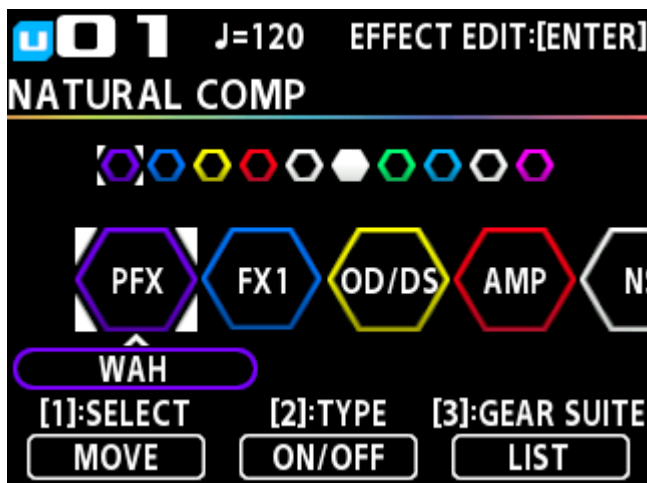 U01 ♩=120 EFFECT EDIT:[ENTER]
NATURAL COMP
PFX FX1 OD/DS AMP
WAH
[1]:SELECT [2]:TYPE [3]:GEAR SUITE
MOVE ON/OFF LIST